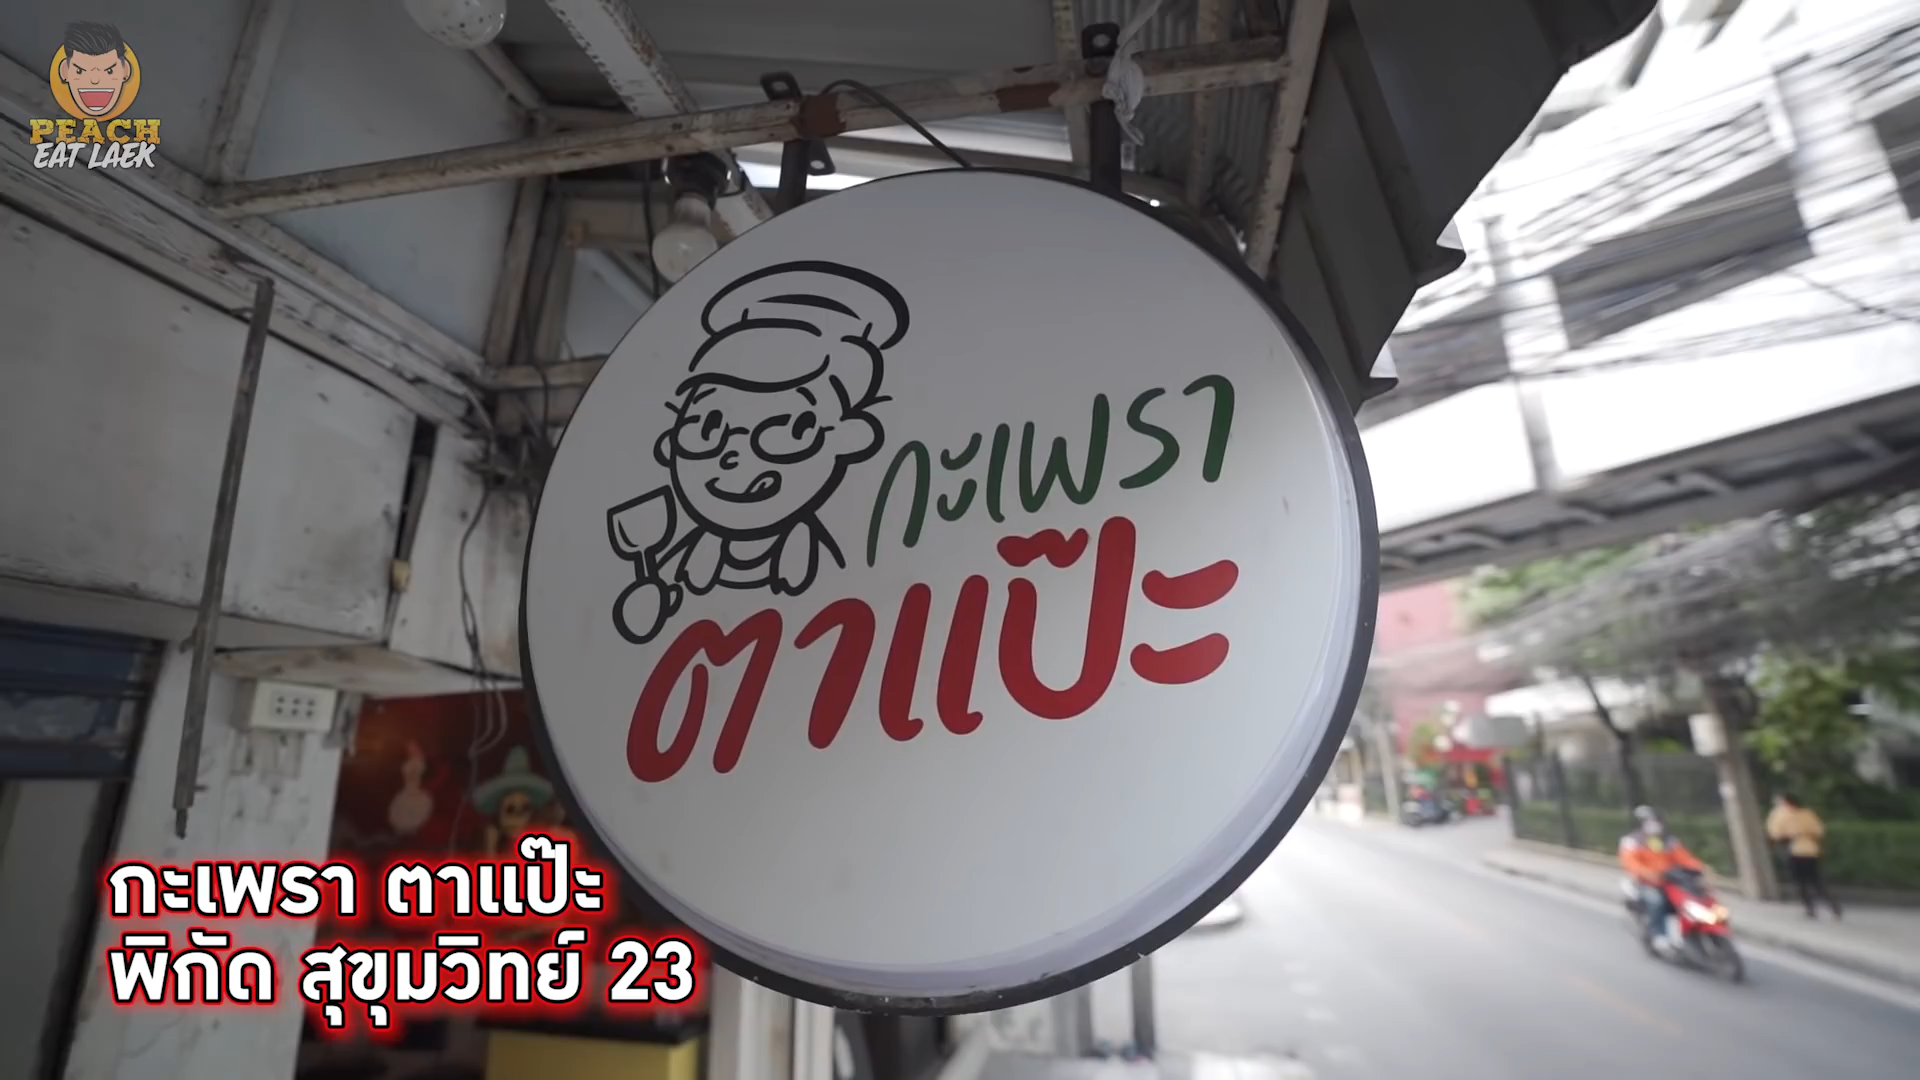 PEACH
EAT LAEK
กะเพรา
ตาแป๊ะ
กะเพรา ตาแป๊ะ
พิกัด สุขุมวิทย์ 23